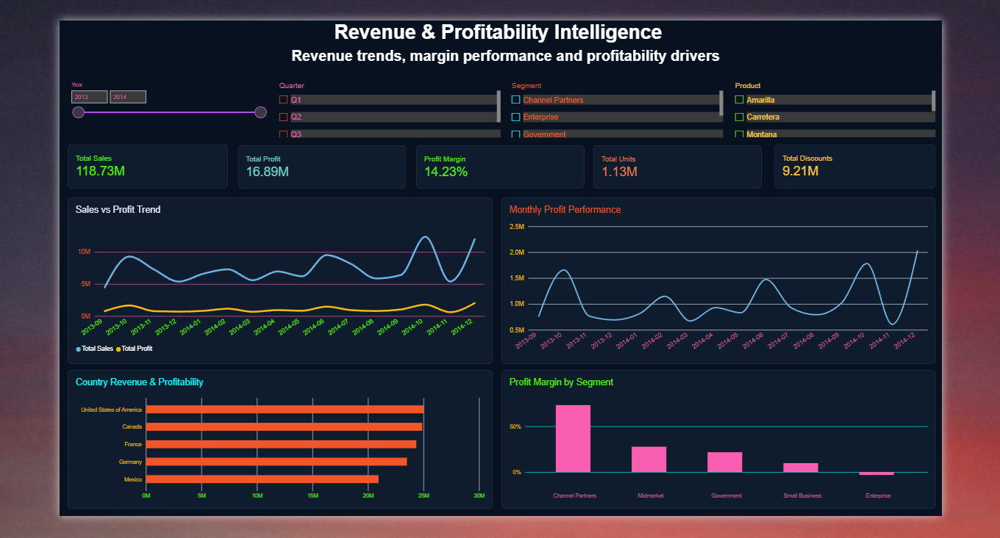 Revenue & Profitability Intelligence
Revenue trends, margin performance and profitability drivers
Year
2013 2014
Quarter
Q1
Q2
Q3
Segment
Channel Partners
Enterprise
Government
Product
Amarilla
Carretera
Montana
Total Sales
118.73M
Total Profit
16.89M
Profit Margin
14.23%
Total Units
1.13M
Total Discounts
9.21M
Sales vs Profit Trend
10M
5M
0M
2013-09 2013-10 2013-11 2013-12 2014-01 2014-02 2014-03 2014-04 2014-05 2014-06 2014-07 2014-08 2014-09 2014-10 2014-11 2014-12
Total Sales Total Profit
Monthly Profit Performance
2.5M
2.0M
1.5M
1.0M
0.5M
2013-09 2013-10 2013-11 2013-12 2014-01 2014-02 2014-03 2014-04 2014-05 2014-06 2014-07 2014-08 2014-09 2014-10 2014-11 2014-12
Country Revenue & Profitability
United States of America
Canada
France
Germany
Mexico
0M 5M 10M 15M 20M 25M 30M
Profit Margin by Segment
50%
0%
Channel Partners Midmarket Government Small Business Enterprise